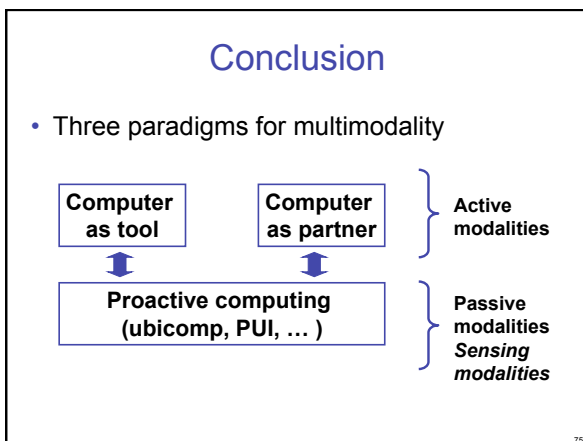 Conclusion
• Three paradigms for multimodality
Computer
as tool
Computer
as partner
Active
modalities
Proactive computing
(ubicomp, PUI, … )
Passive
modalities
Sensing
modalities
75